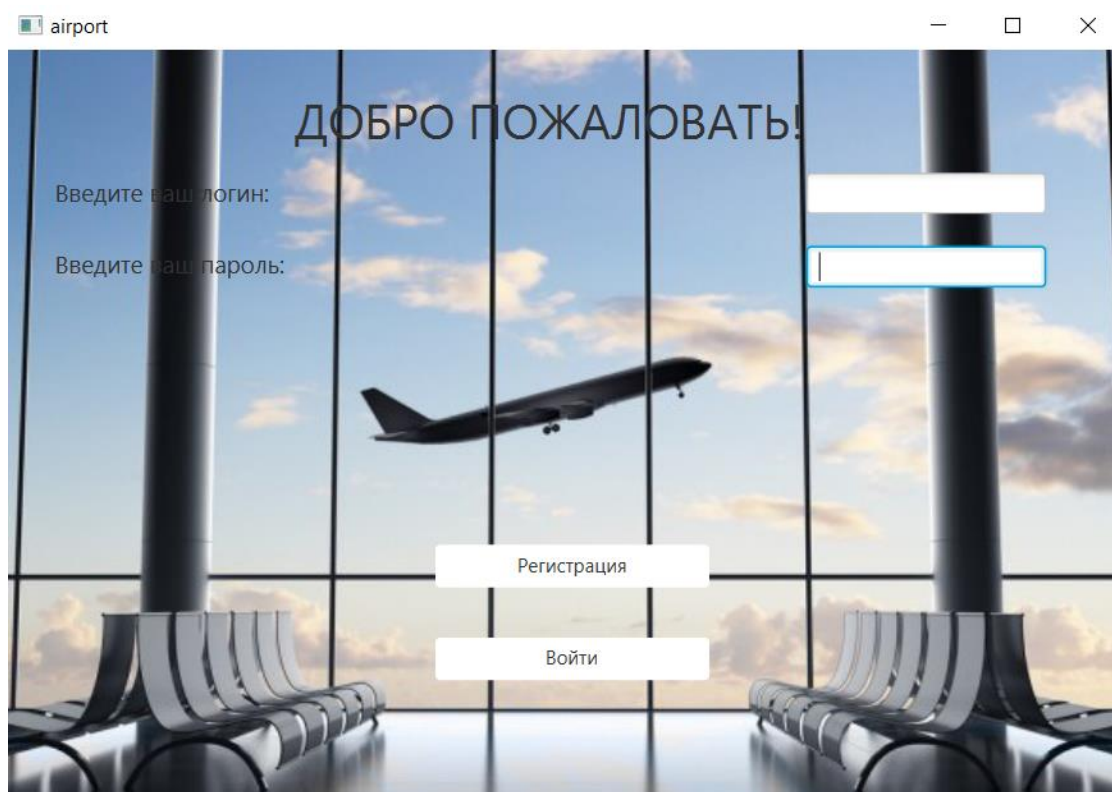 airport
ДОБРО ПОЖАЛОВАТЬ!
Введите ваш логин:
Введите ваш пароль:
Регистрация
Войти